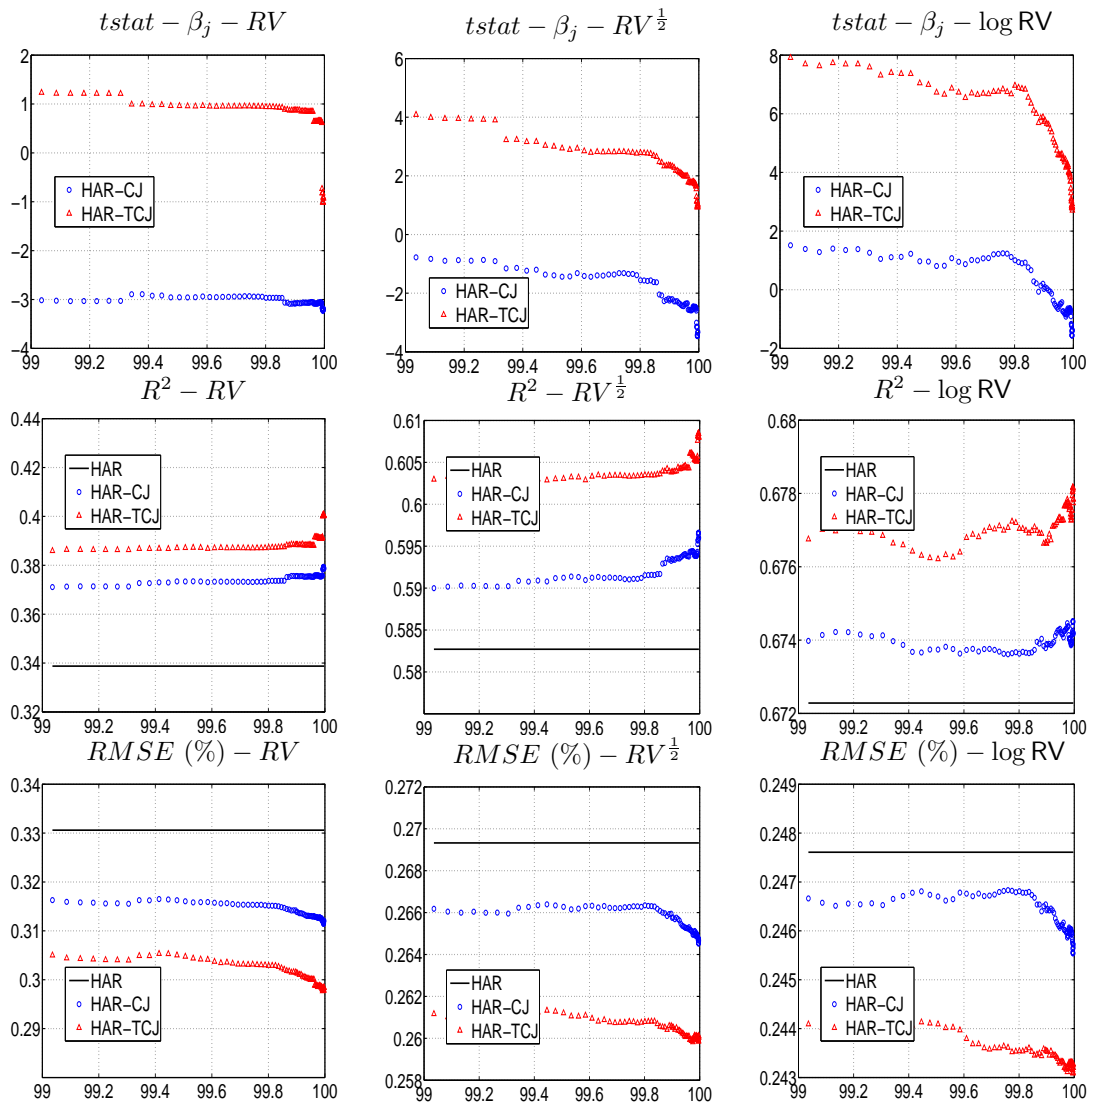 tstat − β_j − RV
2
1
0
−1
−2
−3
−4
99 99.2 99.4 99.6 99.8 100
HAR−CJ
HAR−TCJ
tstat − β_j − RV^{1/2}
6
4
2
0
−2
−4
99 99.2 99.4 99.6 99.8 100
HAR−CJ
HAR−TCJ
tstat − β_j − log RV
8
6
4
2
0
−2
99 99.2 99.4 99.6 99.8 100
HAR−CJ
HAR−TCJ
R² − RV
0.44
0.42
0.4
0.38
0.36
0.34
0.32
99 99.2 99.4 99.6 99.8 100
HAR
HAR−CJ
HAR−TCJ
R² − RV^{1/2}
0.61
0.605
0.6
0.595
0.59
0.585
0.58
99 99.2 99.4 99.6 99.8 100
HAR
HAR−CJ
HAR−TCJ
R² − log RV
0.68
0.678
0.676
0.674
0.672
99 99.2 99.4 99.6 99.8 100
HAR
HAR−CJ
HAR−TCJ
RMSE (%) − RV
0.34
0.33
0.32
0.31
0.3
0.29
99 99.2 99.4 99.6 99.8 100
HAR
HAR−CJ
HAR−TCJ
RMSE (%) − RV^{1/2}
0.272
0.27
0.268
0.266
0.264
0.262
0.26
0.258
99 99.2 99.4 99.6 99.8 100
HAR
HAR−CJ
HAR−TCJ
RMSE (%) − log RV
0.249
0.248
0.247
0.246
0.245
0.244
0.243
99 99.2 99.4 99.6 99.8 100
HAR
HAR−CJ
HAR−TCJ